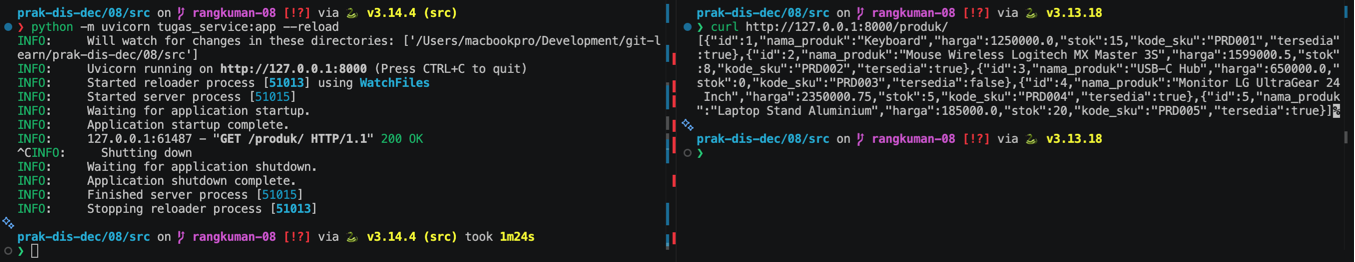 prak-dis-dec/08/src on rangkuman-08 [!?] via v3.14.4 (src)
❯ python -m uvicorn tugas_service:app --reload
INFO:     Will watch for changes in these directories: ['/Users/macbookpro/Development/git-l
earn/prak-dis-dec/08/src']
INFO:     Uvicorn running on http://127.0.0.1:8000 (Press CTRL+C to quit)
INFO:     Started reloader process [51013] using WatchFiles
INFO:     Started server process [51015]
INFO:     Waiting for application startup.
INFO:     Application startup complete.
INFO:     127.0.0.1:61487 - "GET /produk/ HTTP/1.1" 200 OK
^CINFO:     Shutting down
INFO:     Waiting for application shutdown.
INFO:     Application shutdown complete.
INFO:     Finished server process [51015]
INFO:     Stopping reloader process [51013]
prak-dis-dec/08/src on rangkuman-08 [!?] via v3.14.4 (src) took 1m24s
❯
prak-dis-dec/08/src on rangkuman-08 [!?] via v3.13.18
❯ curl http://127.0.0.1:8000/produk/
[{"id":1,"nama_produk":"Keyboard","harga":1250000.0,"stok":15,"kode_sku":"PRD001","tersedia"
:true},{"id":2,"nama_produk":"Mouse Wireless Logitech MX Master 3S","harga":1599000.5,"stok"
:8,"kode_sku":"PRD002","tersedia":true},{"id":3,"nama_produk":"USB-C Hub","harga":650000.0,"
stok":0,"kode_sku":"PRD003","tersedia":false},{"id":4,"nama_produk":"Monitor LG UltraGear 24
 Inch","harga":2350000.75,"stok":5,"kode_sku":"PRD004","tersedia":true},{"id":5,"nama_produk
":"Laptop Stand Aluminium","harga":185000.0,"stok":20,"kode_sku":"PRD005","tersedia":true}]%
prak-dis-dec/08/src on rangkuman-08 [!?] via v3.13.18
❯